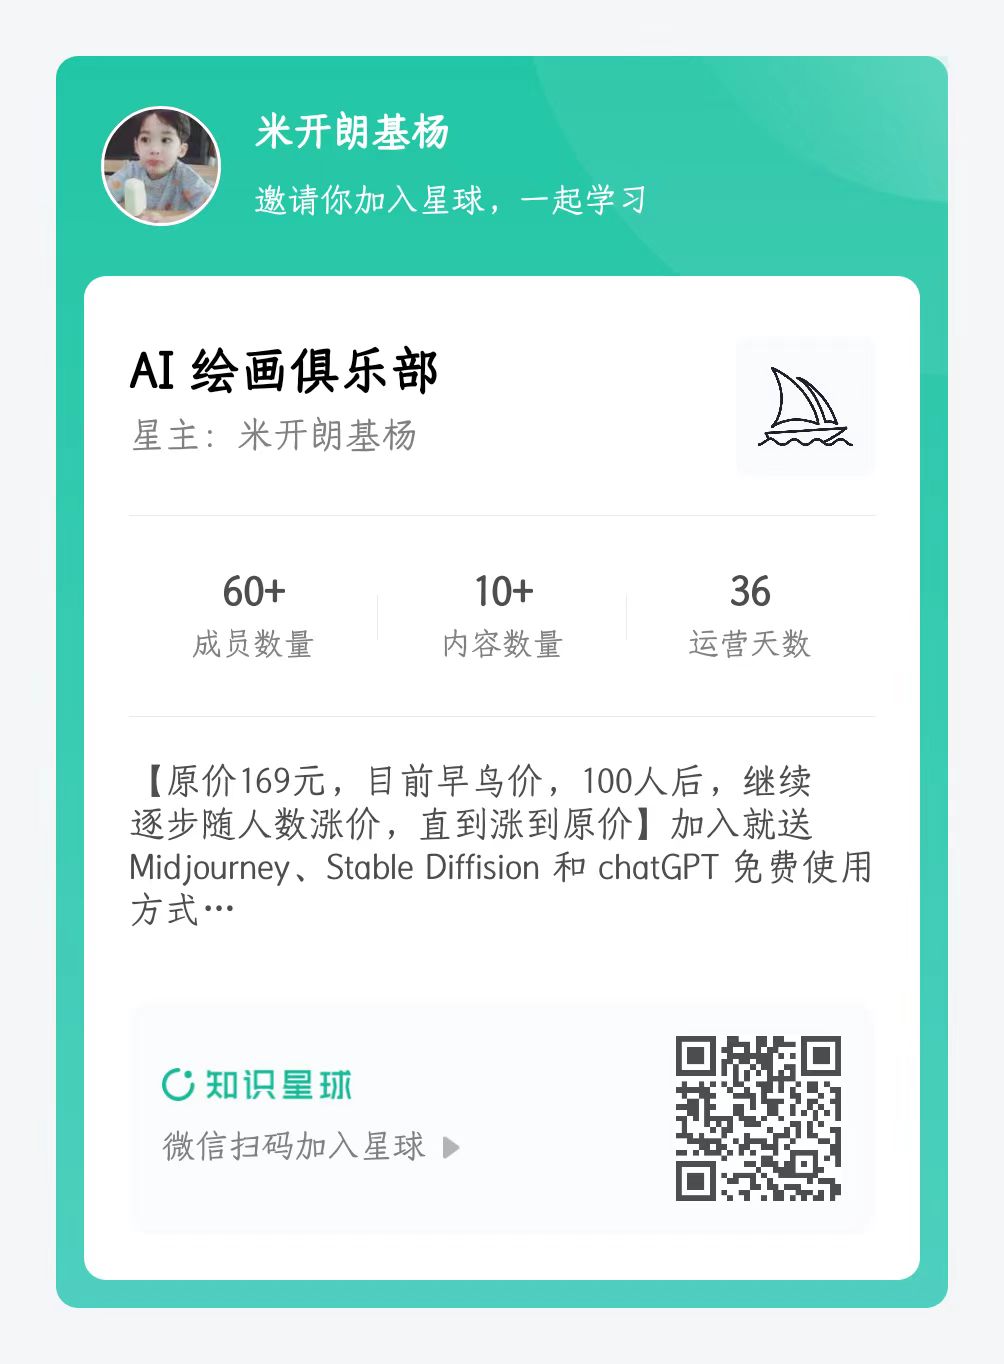 米开朗基杨
邀请你加入星球，一起学习
AI 绘画俱乐部
星主：米开朗基杨
60+
成员数量
10+
内容数量
36
运营天数
【原价169元，目前早鸟价，100人后，继续
逐步随人数涨价，直到涨到原价】加入就送
Midjourney、Stable Diffision 和 chatGPT 免费使用
方式…
知识星球
微信扫码加入星球